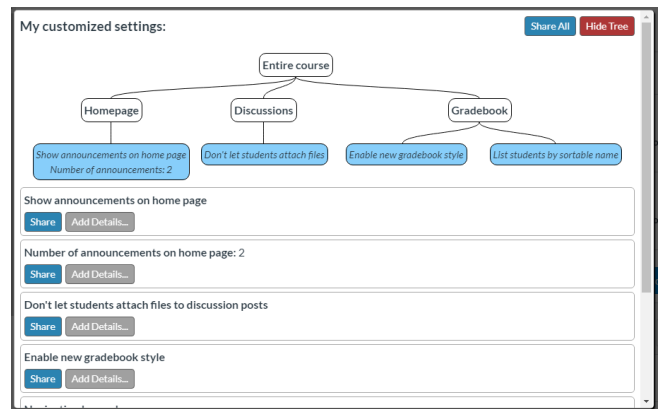 My customized settings:
Share All
Hide Tree
Entire course
Homepage
Discussions
Gradebook
Show announcements on home page
Number of announcements: 2
Don't let students attach files
Enable new gradebook style
List students by sortable name
Show announcements on home page
Share
Add Details...
Number of announcements on home page: 2
Share
Add Details...
Don't let students attach files to discussion posts
Share
Add Details...
Enable new gradebook style
Share
Add Details...